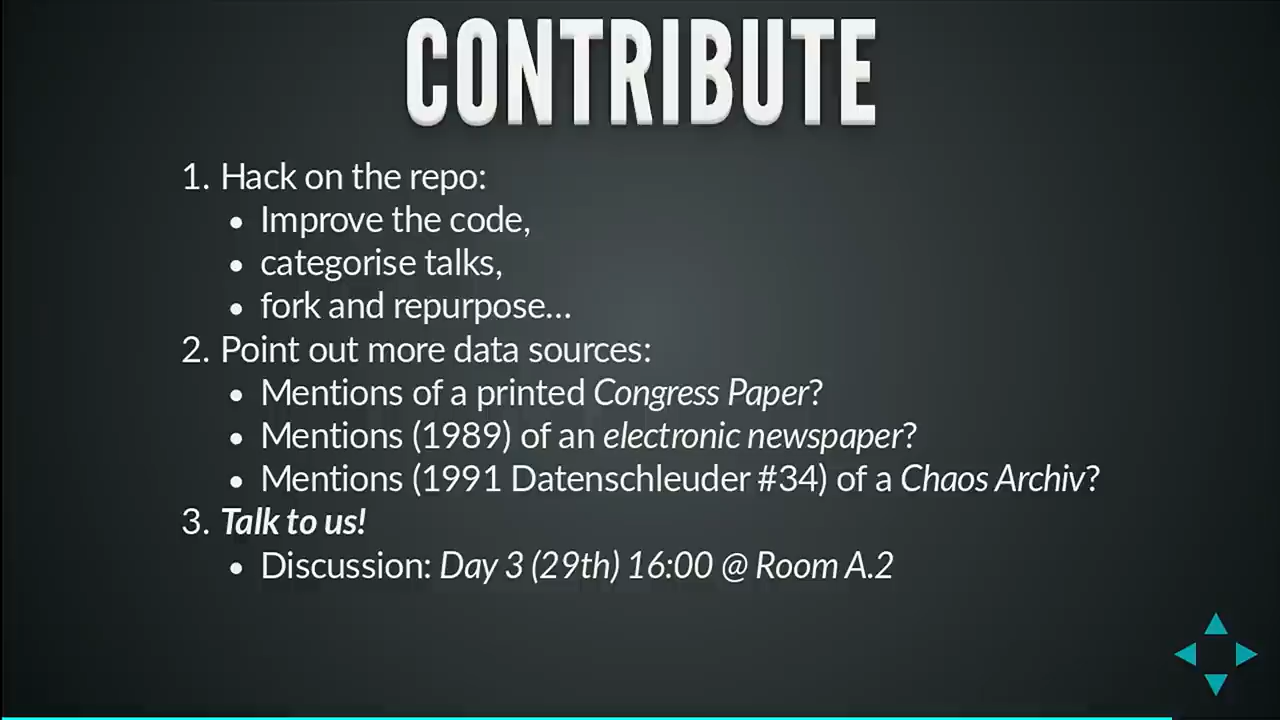 CONTRIBUTE
1. Hack on the repo:
• Improve the code,
• categorise talks,
• fork and repurpose...
2. Point out more data sources:
• Mentions of a printed Congress Paper?
• Mentions (1989) of an electronic newspaper?
• Mentions (1991 Datenschleuder #34) of a Chaos Archiv?
3. Talk to us!
• Discussion: Day 3 (29th) 16:00 @ Room A.2